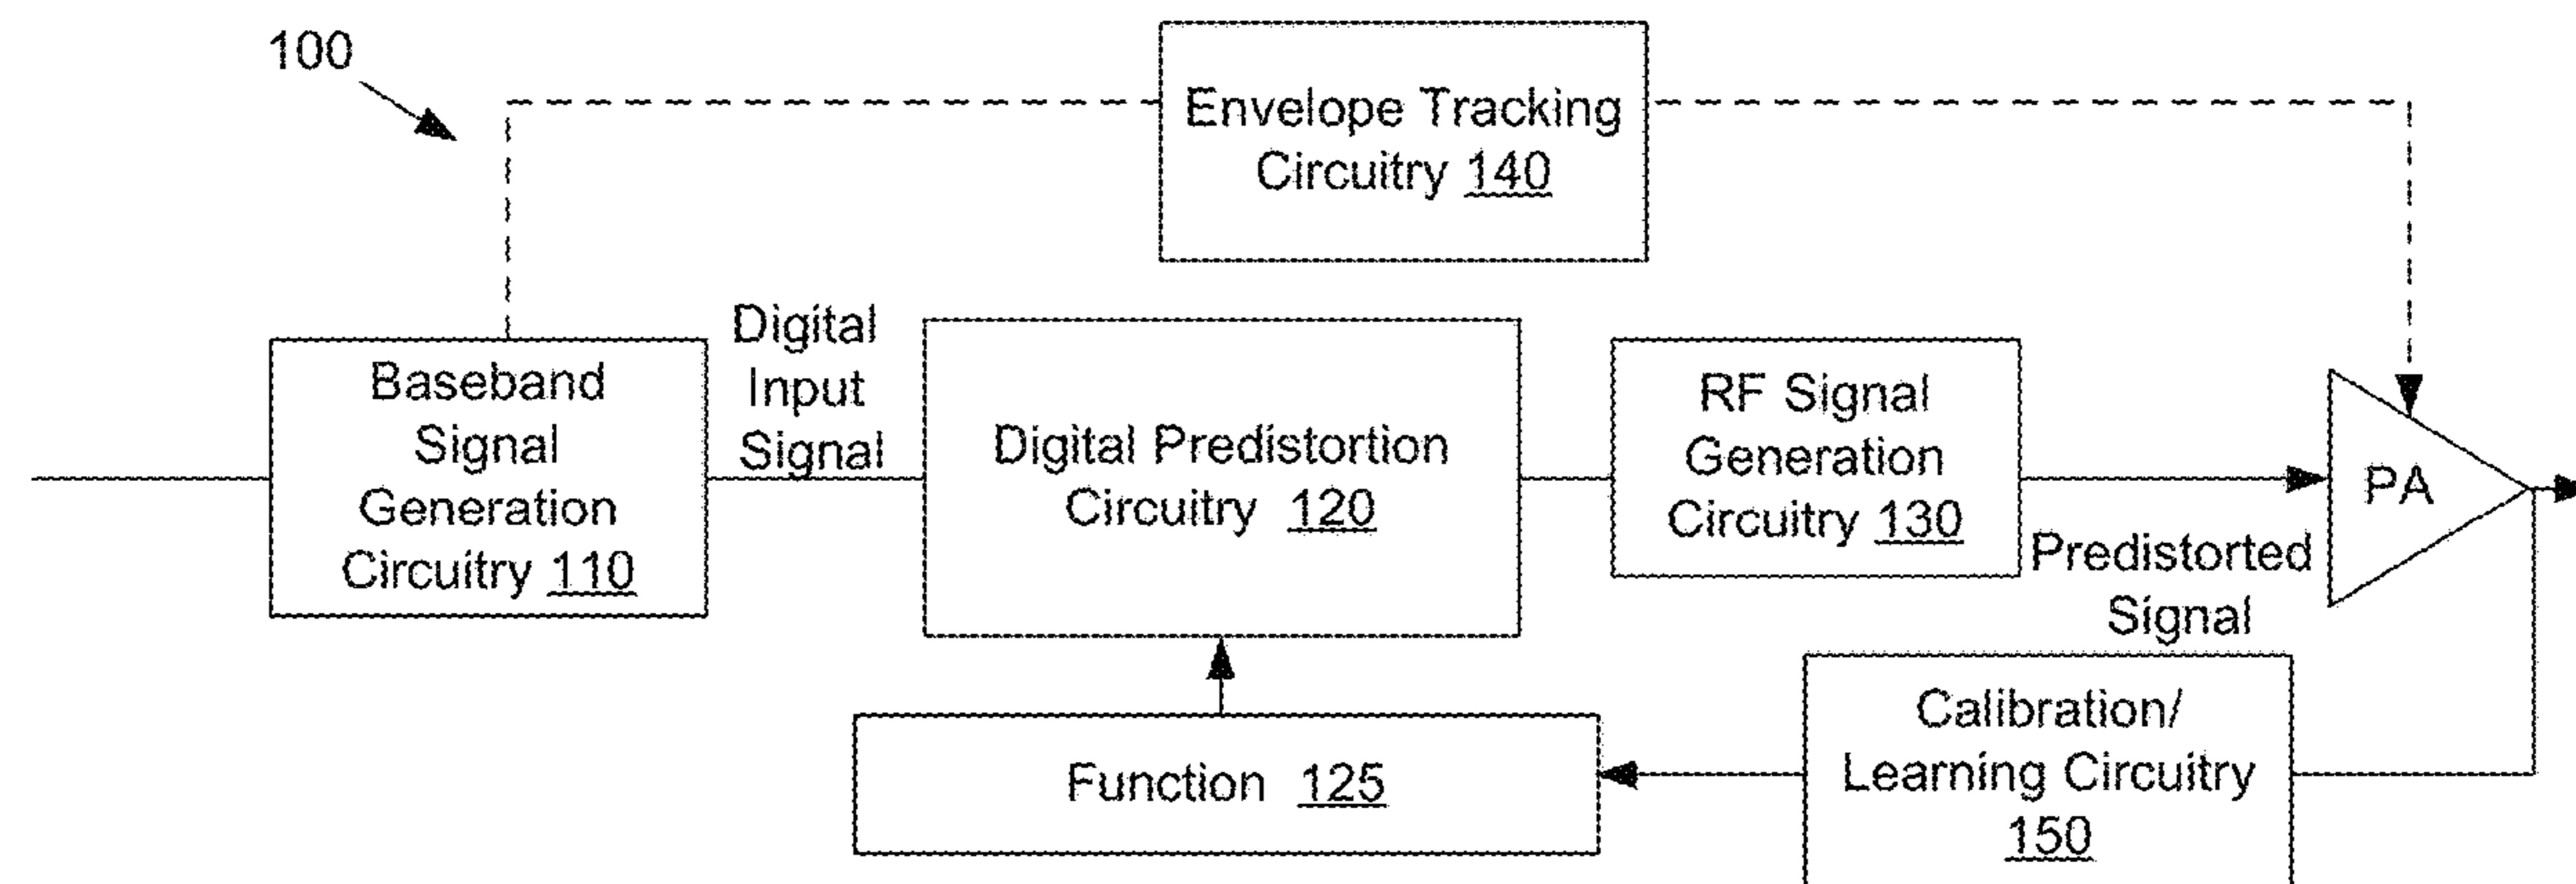 100
Envelope Tracking
Circuitry 140
Baseband
Signal
Generation
Circuitry 110
Digital
Input
Signal
Digital Predistortion
Circuitry 120
RF Signal
Generation
Circuitry 130
PA
Predistorted
Signal
Function 125
Calibration/
Learning Circuitry
150